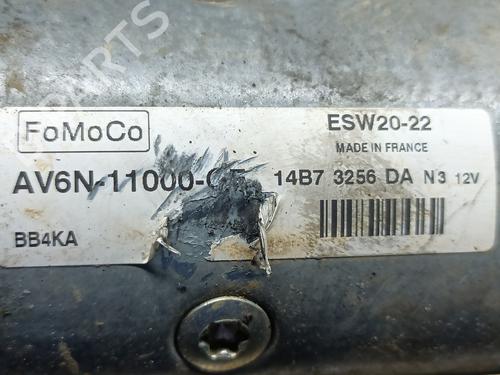 FoMoCo
ESW20-22
MADE IN FRANCE
AV6N-11000- 14B7 3256 DA N3 12V
BB4KA